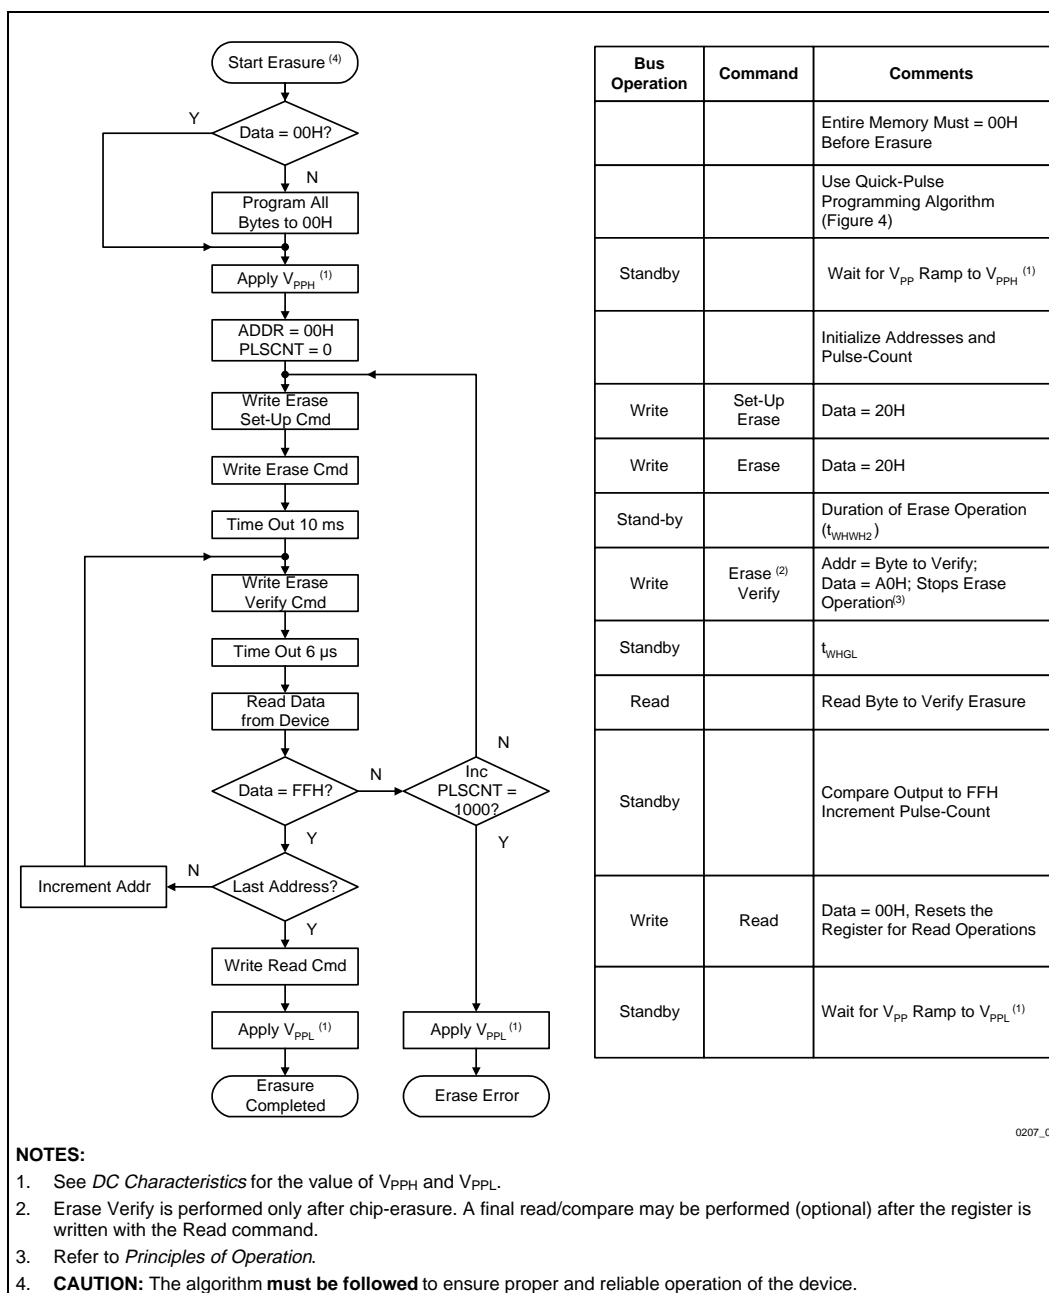 Start Erasure (4)
Y
Data = 00H?
N
Program All
Bytes to 00H
Apply VPPH (1)
ADDR = 00H
PLSCNT = 0
Write Erase
Set-Up Cmd
Write Erase Cmd
Time Out 10 ms
Write Erase
Verify Cmd
Time Out 6 µs
Read Data
from Device
Data = FFH?
N
Inc
PLSCNT =
1000?
N
Y
Y
Last Address?
N
Increment Addr
Y
Write Read Cmd
Apply VPPL (1)
Erasure
Completed
Apply VPPL (1)
Erase Error
Bus
Operation
Command
Comments
Entire Memory Must = 00H
Before Erasure
Use Quick-Pulse
Programming Algorithm
(Figure 4)
Standby
Wait for VPP Ramp to VPPH (1)
Initialize Addresses and
Pulse-Count
Write
Set-Up
Erase
Data = 20H
Write
Erase
Data = 20H
Stand-by
Duration of Erase Operation
(tWHWH2)
Write
Erase (2)
Verify
Addr = Byte to Verify;
Data = A0H; Stops Erase
Operation(3)
Standby
tWHGL
Read
Read Byte to Verify Erasure
Standby
Compare Output to FFH
Increment Pulse-Count
Write
Read
Data = 00H, Resets the
Register for Read Operations
Standby
Wait for VPP Ramp to VPPL (1)
NOTES:
1. See DC Characteristics for the value of VPPH and VPPL.
2. Erase Verify is performed only after chip-erasure. A final read/compare may be performed (optional) after the register is
written with the Read command.
3. Refer to Principles of Operation.
4. CAUTION: The algorithm must be followed to ensure proper and reliable operation of the device.